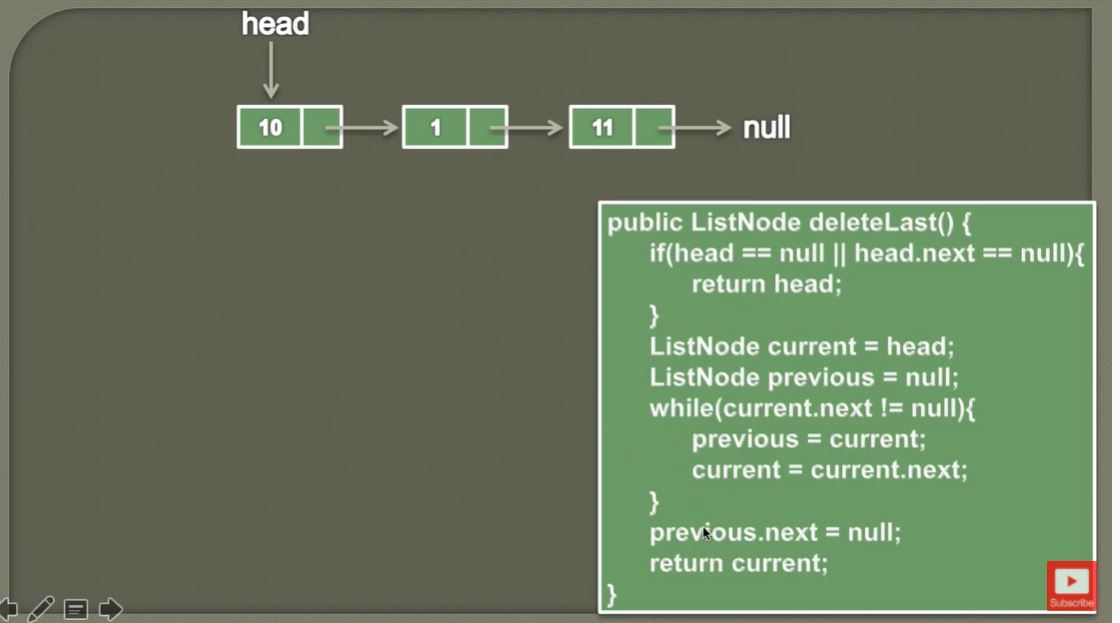 head
10 1 11 null
public ListNode deleteLast() {
if(head == null || head.next == null){
return head;
}
ListNode current = head;
ListNode previous = null;
while(current.next != null){
previous = current;
current = current.next;
}
previous.next = null;
return current;
}
Subscribe